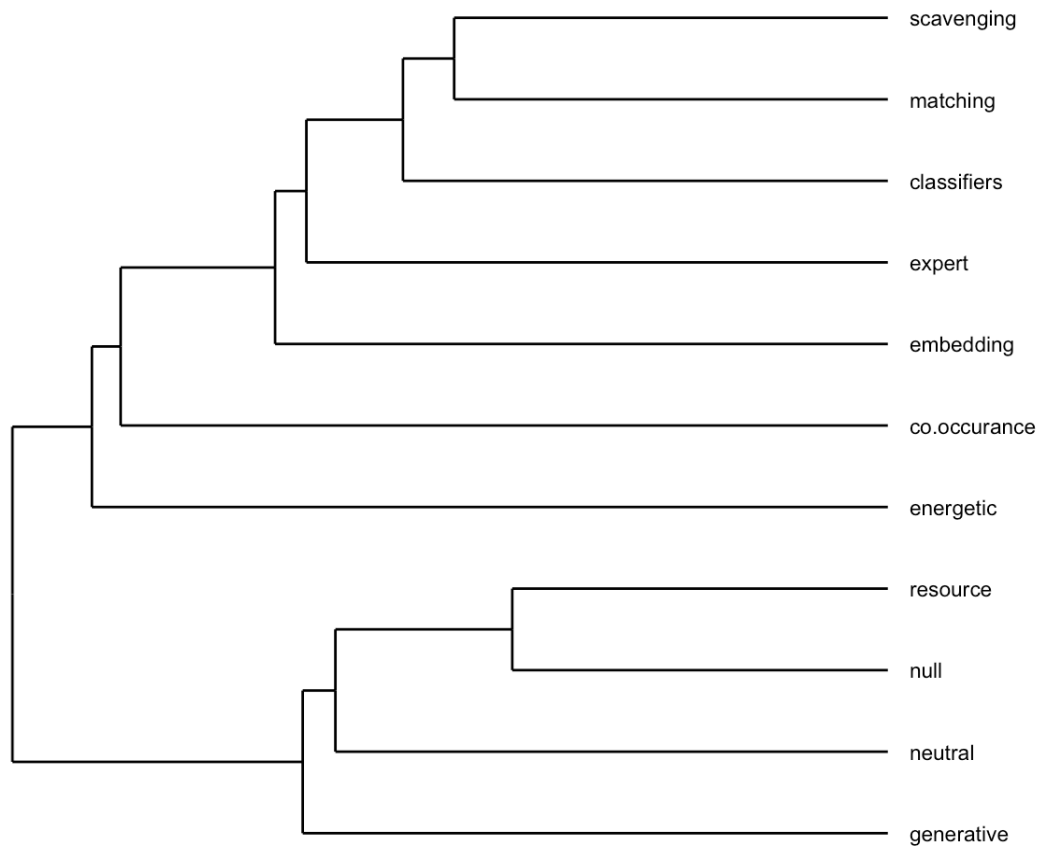 scavenging
matching
classifiers
expert
embedding
co.occurance
energetic
resource
null
neutral
generative